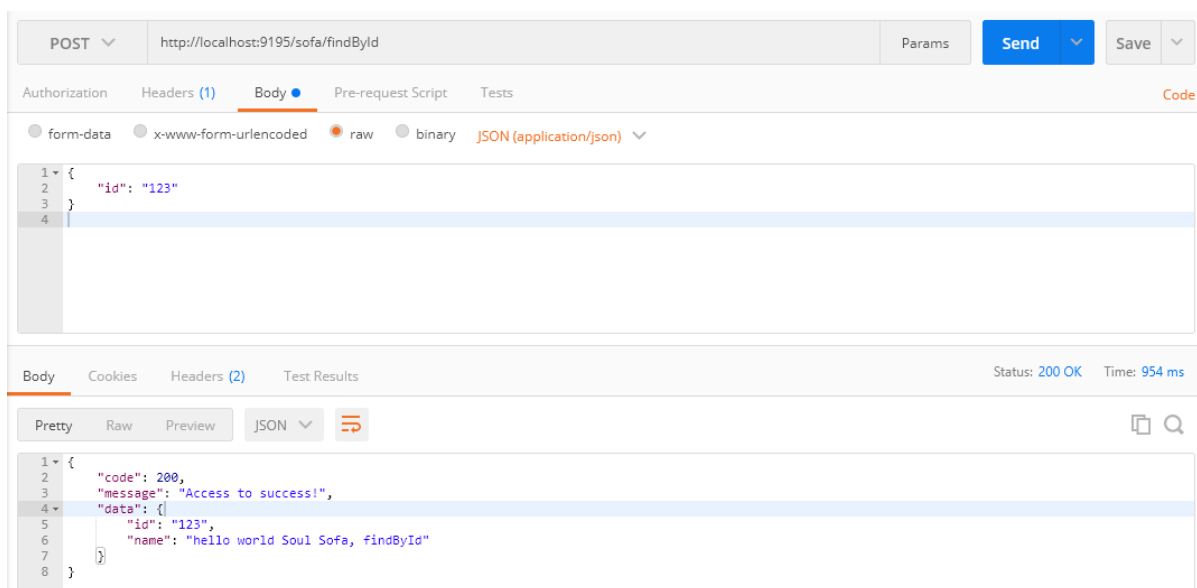 POST http://localhost:9195/sofa/findById Params Send Save
Authorization Headers (1) Body Pre-request Script Tests Code
form-data x-www-form-urlencoded raw binary JSON (application/json)
1 {
2 "id": "123"
3 }
4
Body Cookies Headers (2) Test Results Status: 200 OK Time: 954 ms
Pretty Raw Preview JSON
1 {
2 "code": 200,
3 "message": "Access to success!",
4 "data": {
5 "id": "123",
6 "name": "hello world Soul Sofa, findById"
7 }
8 }